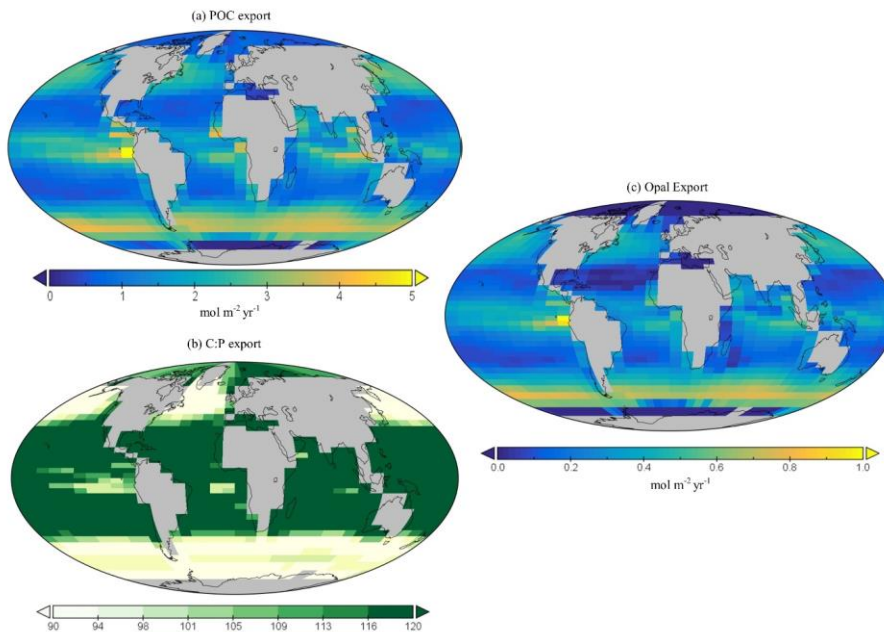 (a) POC export
0 1 2 3 4 5
mol m⁻² yr⁻¹
(b) C:P export
90 94 98 101 105 109 113 116 120
(c) Opal Export
0.0 0.2 0.4 0.6 0.8 1.0
mol m⁻² yr⁻¹